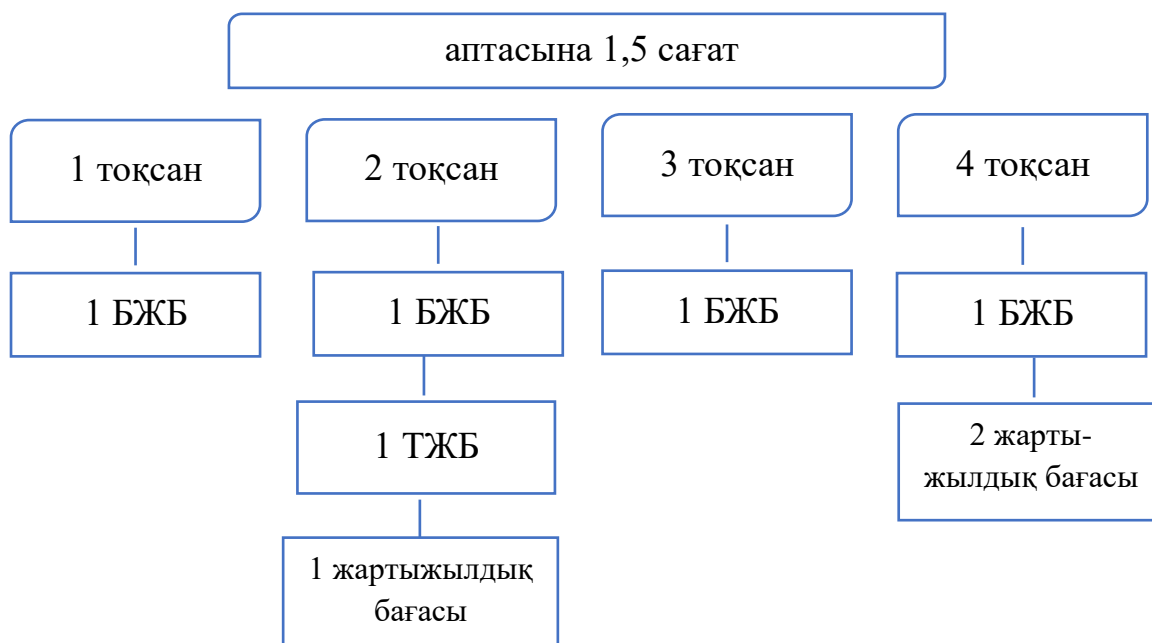 аптасына 1,5 сағат
1 тоқсан
2 тоқсан
3 тоқсан
4 тоқсан
1 БЖБ
1 БЖБ
1 БЖБ
1 БЖБ
1 ТЖБ
2 жарты-
жылдық бағасы
1 жартыжылдық
бағасы